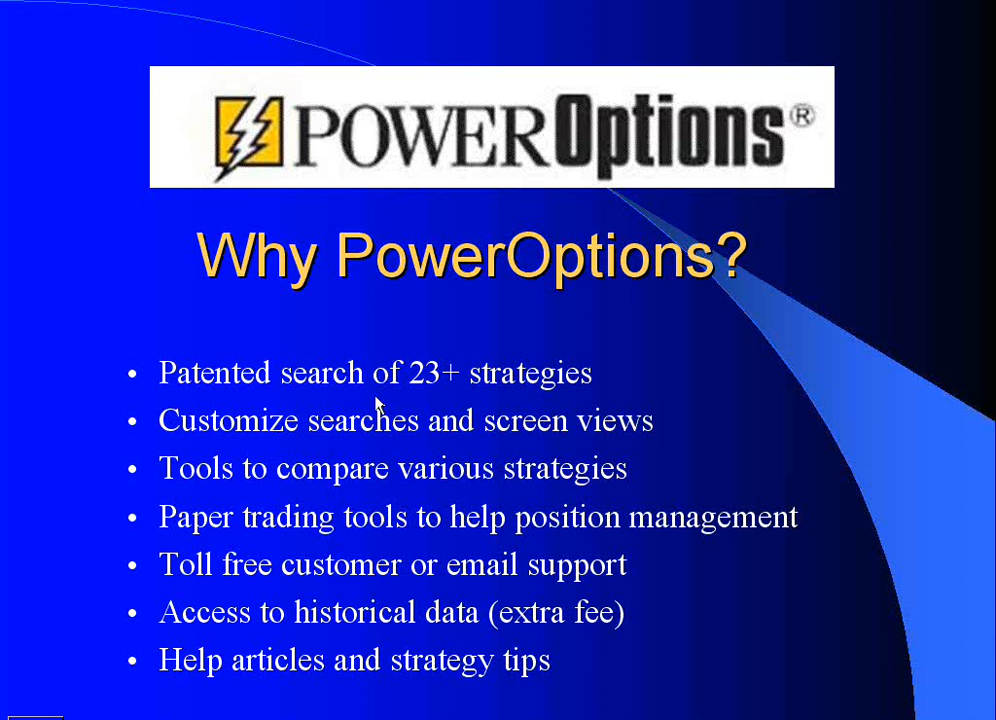 POWEROptions®
Why PowerOptions?
• Patented search of 23+ strategies
• Customize searches and screen views
• Tools to compare various strategies
• Paper trading tools to help position management
• Toll free customer or email support
• Access to historical data (extra fee)
• Help articles and strategy tips